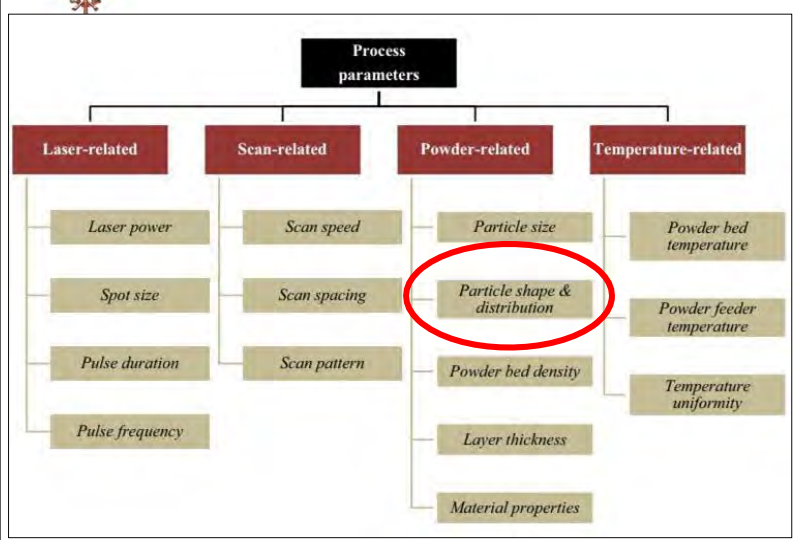 Process
parameters
Laser-related
Scan-related
Powder-related
Temperature-related
Laser power
Spot size
Pulse duration
Pulse frequency
Scan speed
Scan spacing
Scan pattern
Particle size
Particle shape &
distribution
Powder bed density
Layer thickness
Material properties
Powder bed
temperature
Powder feeder
temperature
Temperature
uniformity